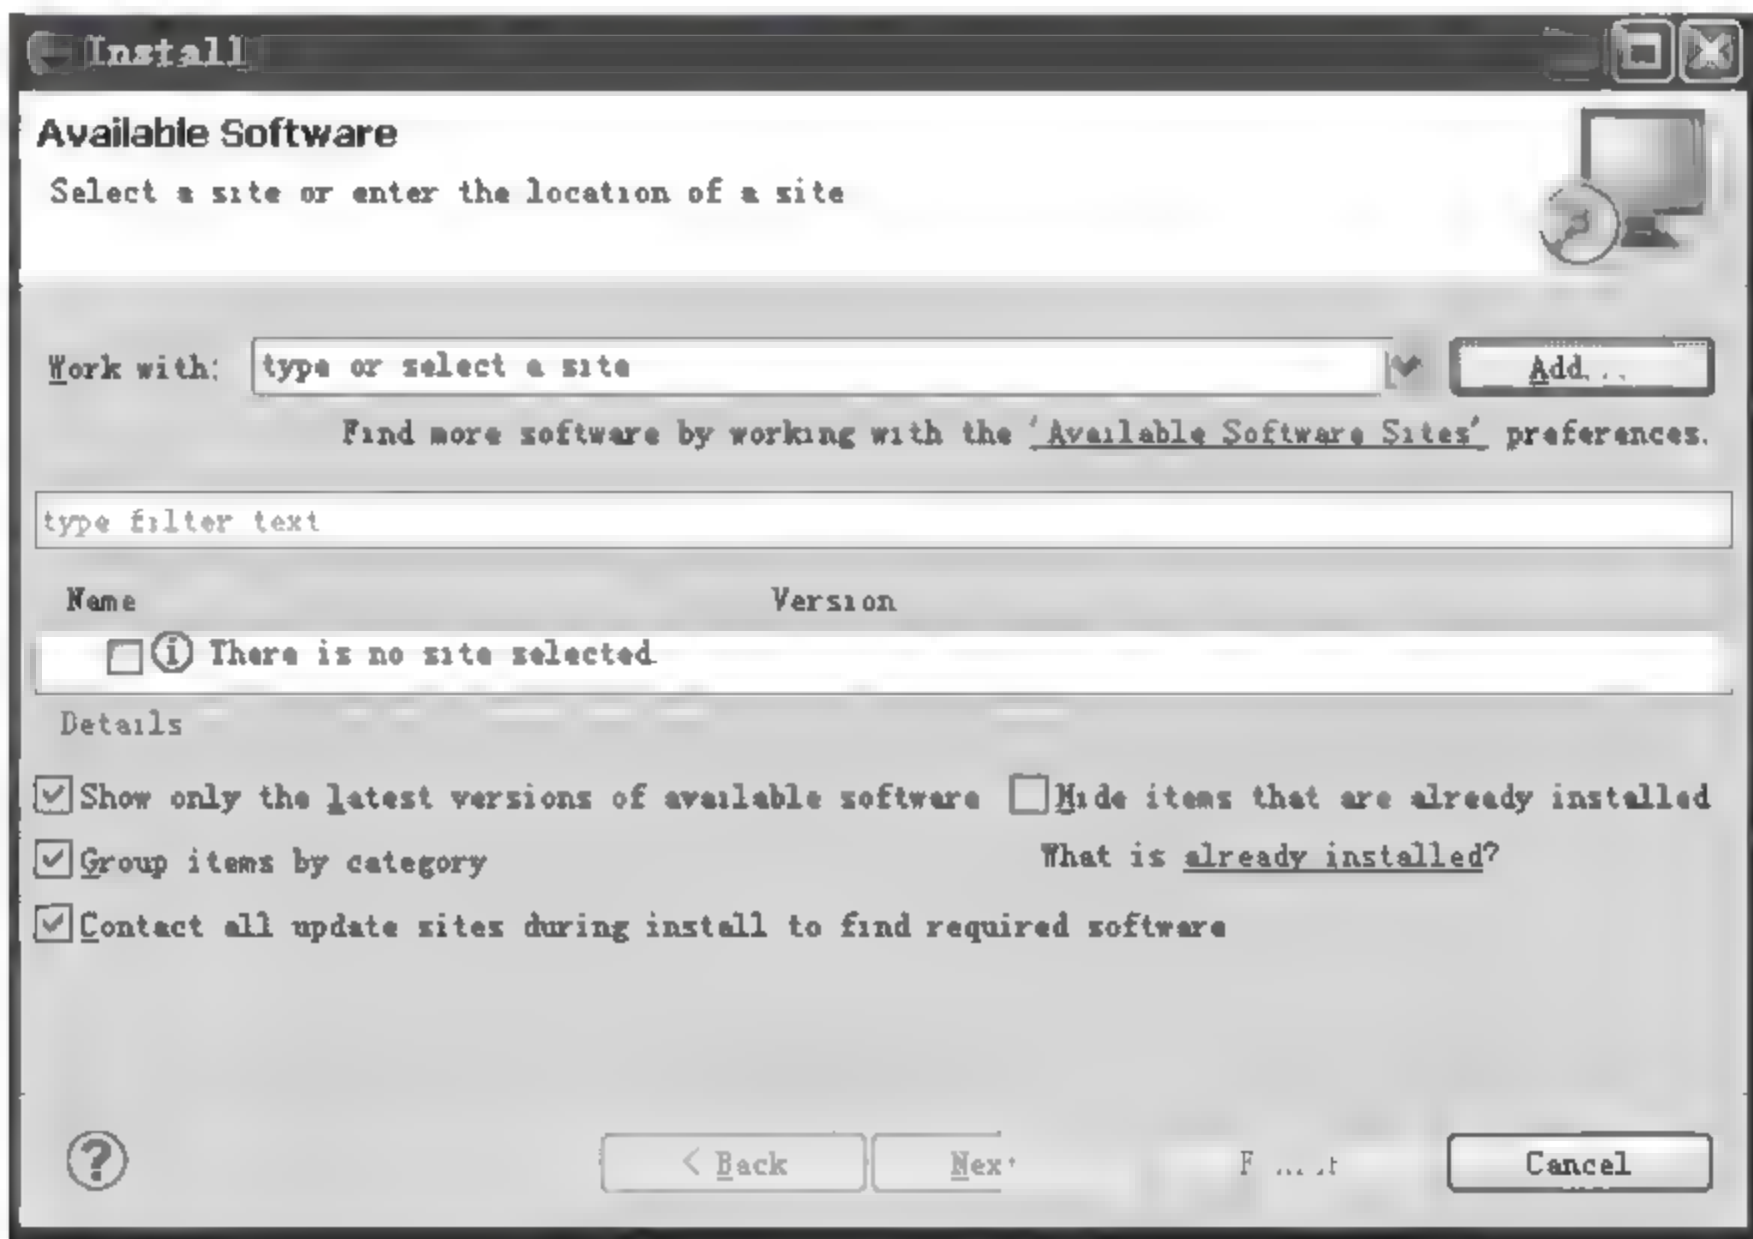 Install
Available Software
Select a site or enter the location of a site
Work with: type or select a site Add...
Find more software by working with the 'Available Software Sites' preferences.
type filter text
Name Version
There is no site selected.
Details
Show only the latest versions of available software Hide items that are already installed
Group items by category What is already installed?
Contact all update sites during install to find required software
? < Back Next Cancel